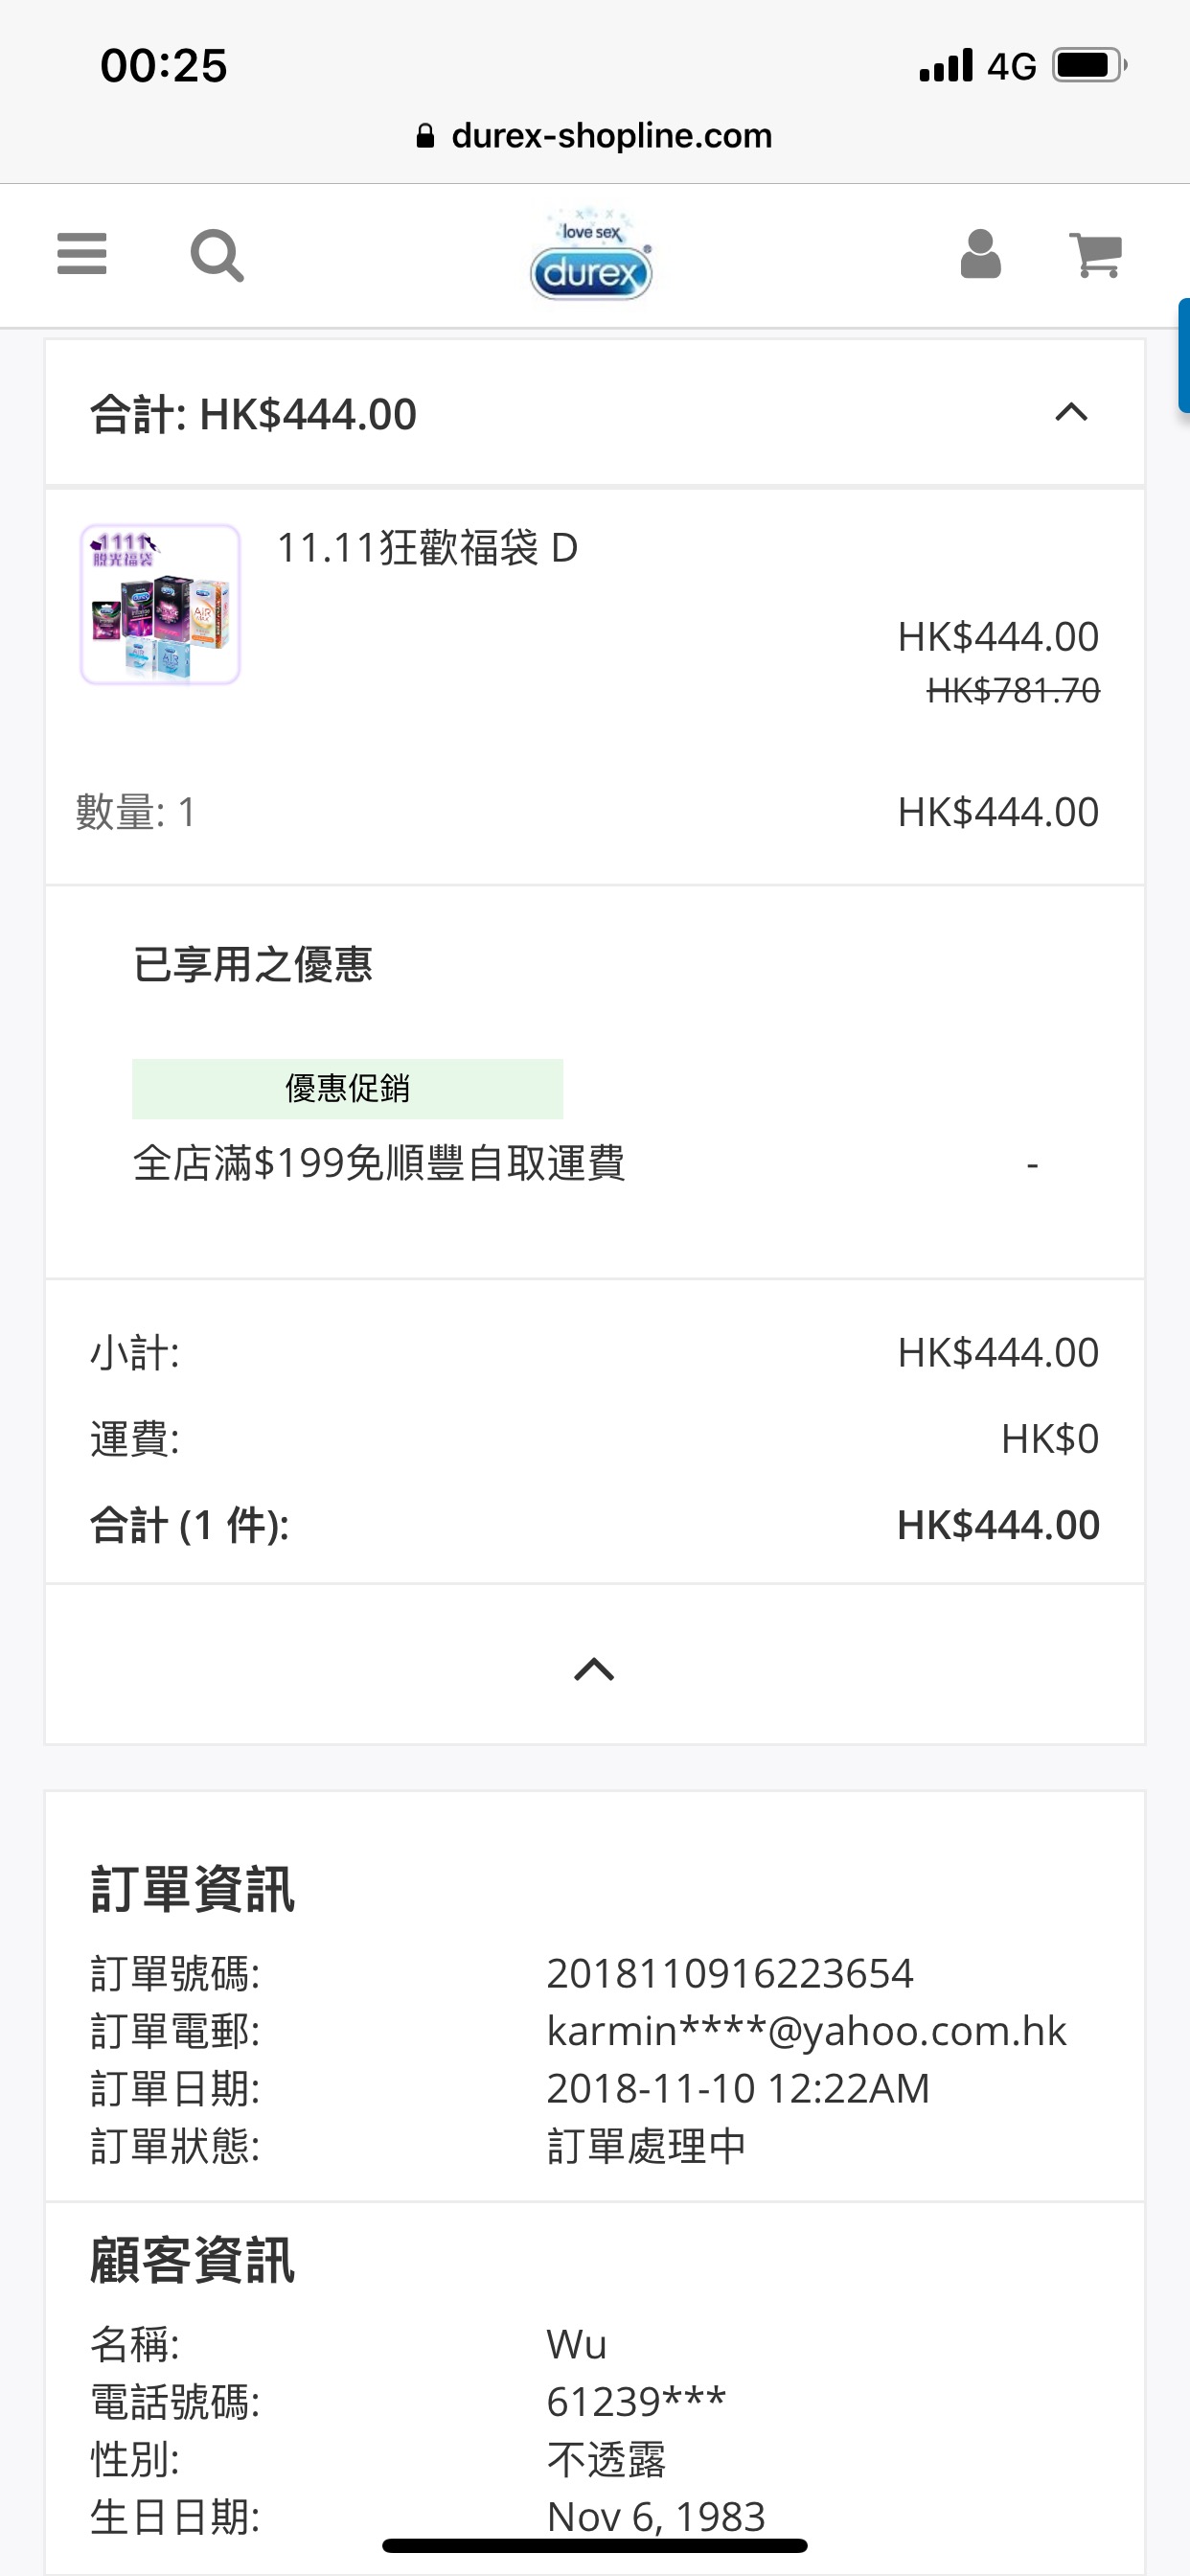 00:25
4G
durex-shopline.com
love sex
durex®
合計: HK$444.00
1111
脫光福袋
11.11狂歡福袋 D
HK$444.00
HK$781.70
數量: 1 HK$444.00
已享用之優惠
優惠促銷
全店滿$199免順豐自取運費 -
小計: HK$444.00
運費: HK$0
合計 (1 件): HK$444.00
訂單資訊
訂單號碼: 2018110916223654
訂單電郵: karmin****@yahoo.com.hk
訂單日期: 2018-11-10 12:22AM
訂單狀態: 訂單處理中
顧客資訊
名稱: Wu
電話號碼: 61239***
性別: 不透露
生日日期: Nov 6, 1983